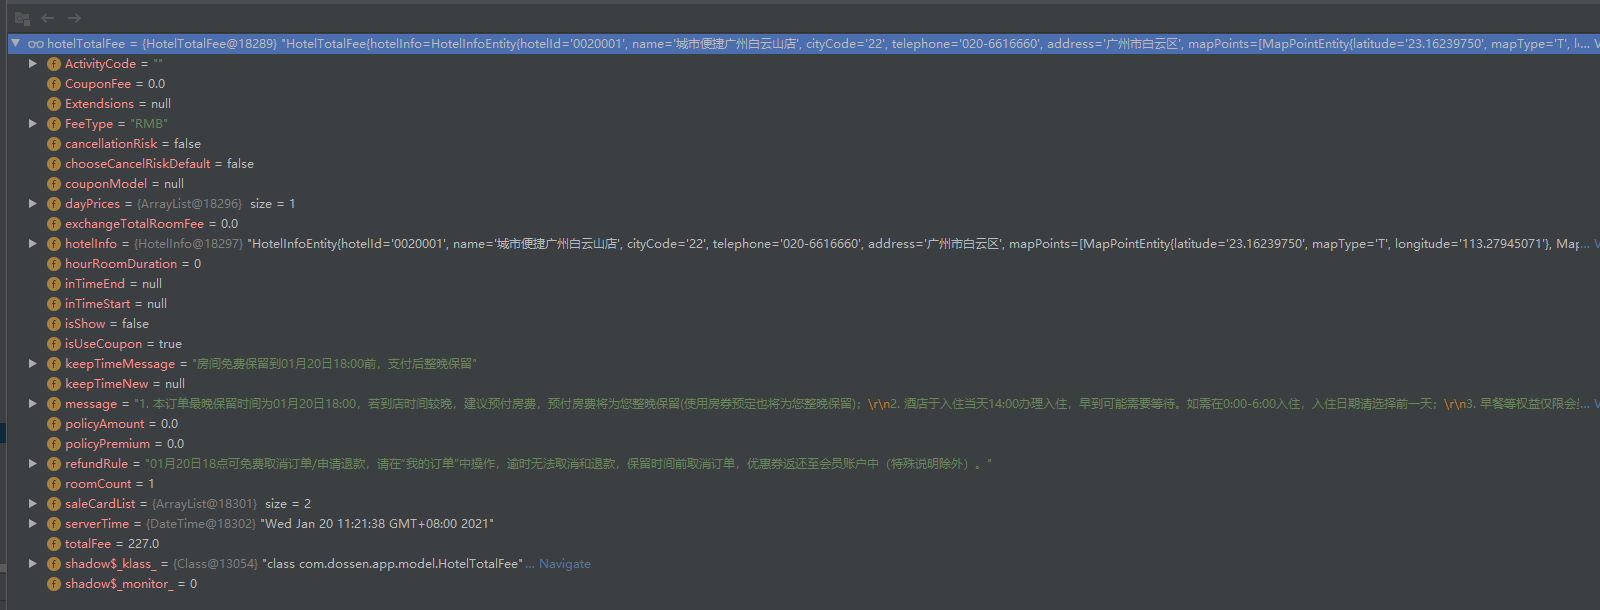 hotelTotalFee = {HotelTotalFee@18289} "HotelTotalFee{hotelInfo=HotelInfoEntity{hotelId='0020001', name='城市便捷广州白云山店', cityCode='22', telephone='020-6616660', address='广州市白云区', mapPoints=[MapPointEntity{latitude='23.16239750', mapType='T', l... V
ActivityCode = ""
CouponFee = 0.0
Extendsions = null
FeeType = "RMB"
cancellationRisk = false
chooseCancelRiskDefault = false
couponModel = null
dayPrices = {ArrayList@18296} size = 1
exchangeTotalRoomFee = 0.0
hotelInfo = {HotelInfo@18297} "HotelInfoEntity{hotelId='0020001', name='城市便捷广州白云山店', cityCode='22', telephone='020-6616660', address='广州市白云区', mapPoints=[MapPointEntity{latitude='23.16239750', mapType='T', longitude='113.27945071'}, Map... V
hourRoomDuration = 0
inTimeEnd = null
inTimeStart = null
isShow = false
isUseCoupon = true
keepTimeMessage = "房间免费保留到01月20日18:00前，支付后整晚保留"
keepTimeNew = null
message = "1. 本订单最晚保留时间为01月20日18:00，若到店时间较晚，建议预付房费，预付房费将为您整晚保留(使用房券预定也将为您整晚保留)；\r\n2. 酒店于入住当天14:00办理入住，早到可能需要等待。如需在0:00-6:00入住，入住日期请选择前一天；\r\n3. 早餐等权益仅限会... V
policyAmount = 0.0
policyPremium = 0.0
refundRule = "01月20日18点可免费取消订单/申请退款，请在“我的订单”中操作，逾时无法取消和退款，保留时间前取消订单，优惠券返还至会员账户中（特殊说明除外）。"
roomCount = 1
saleCardList = {ArrayList@18301} size = 2
serverTime = {DateTime@18302} "Wed Jan 20 11:21:38 GMT+08:00 2021"
totalFee = 227.0
shadow$_klass_ = {Class@13054} "class com.dossen.app.model.HotelTotalFee"... Navigate
shadow$_monitor_ = 0